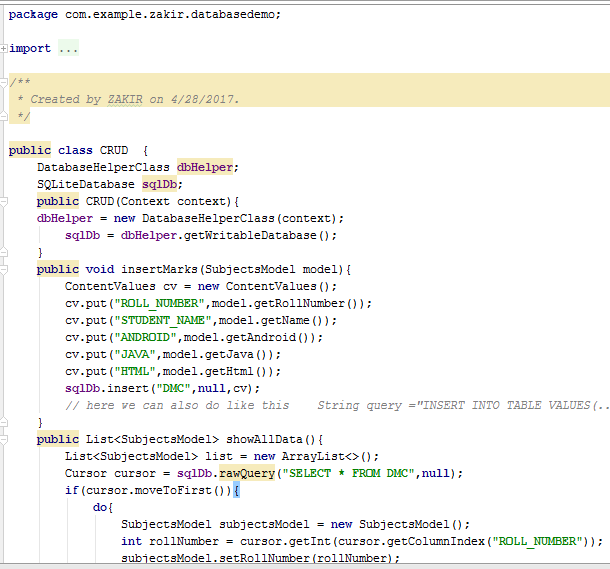 package com.example.zakir.databasedemo;
import ...
/**
* Created by ZAKIR on 4/28/2017.
*/
public class CRUD  {
DatabaseHelperClass dbHelper;
SQLiteDatabase sqlDb;
public CRUD(Context context){
dbHelper = new DatabaseHelperClass(context);
sqlDb = dbHelper.getWritableDatabase();
}
public void insertMarks(SubjectsModel model){
ContentValues cv = new ContentValues();
cv.put("ROLL_NUMBER",model.getRollNumber());
cv.put("STUDENT_NAME",model.getName());
cv.put("ANDROID",model.getAndroid());
cv.put("JAVA",model.getJava());
cv.put("HTML",model.getHtml());
sqlDb.insert("DMC",null,cv);
// here we can also do like this    String query ="INSERT INTO TABLE VALUES(..
}
public List<SubjectsModel> showAllData(){
List<SubjectsModel> list = new ArrayList<>();
Cursor cursor = sqlDb.rawQuery("SELECT * FROM DMC",null);
if(cursor.moveToFirst()){
do{
SubjectsModel subjectsModel = new SubjectsModel();
int rollNumber = cursor.getInt(cursor.getColumnIndex("ROLL_NUMBER"));
subjectsModel.setRollNumber(rollNumber);